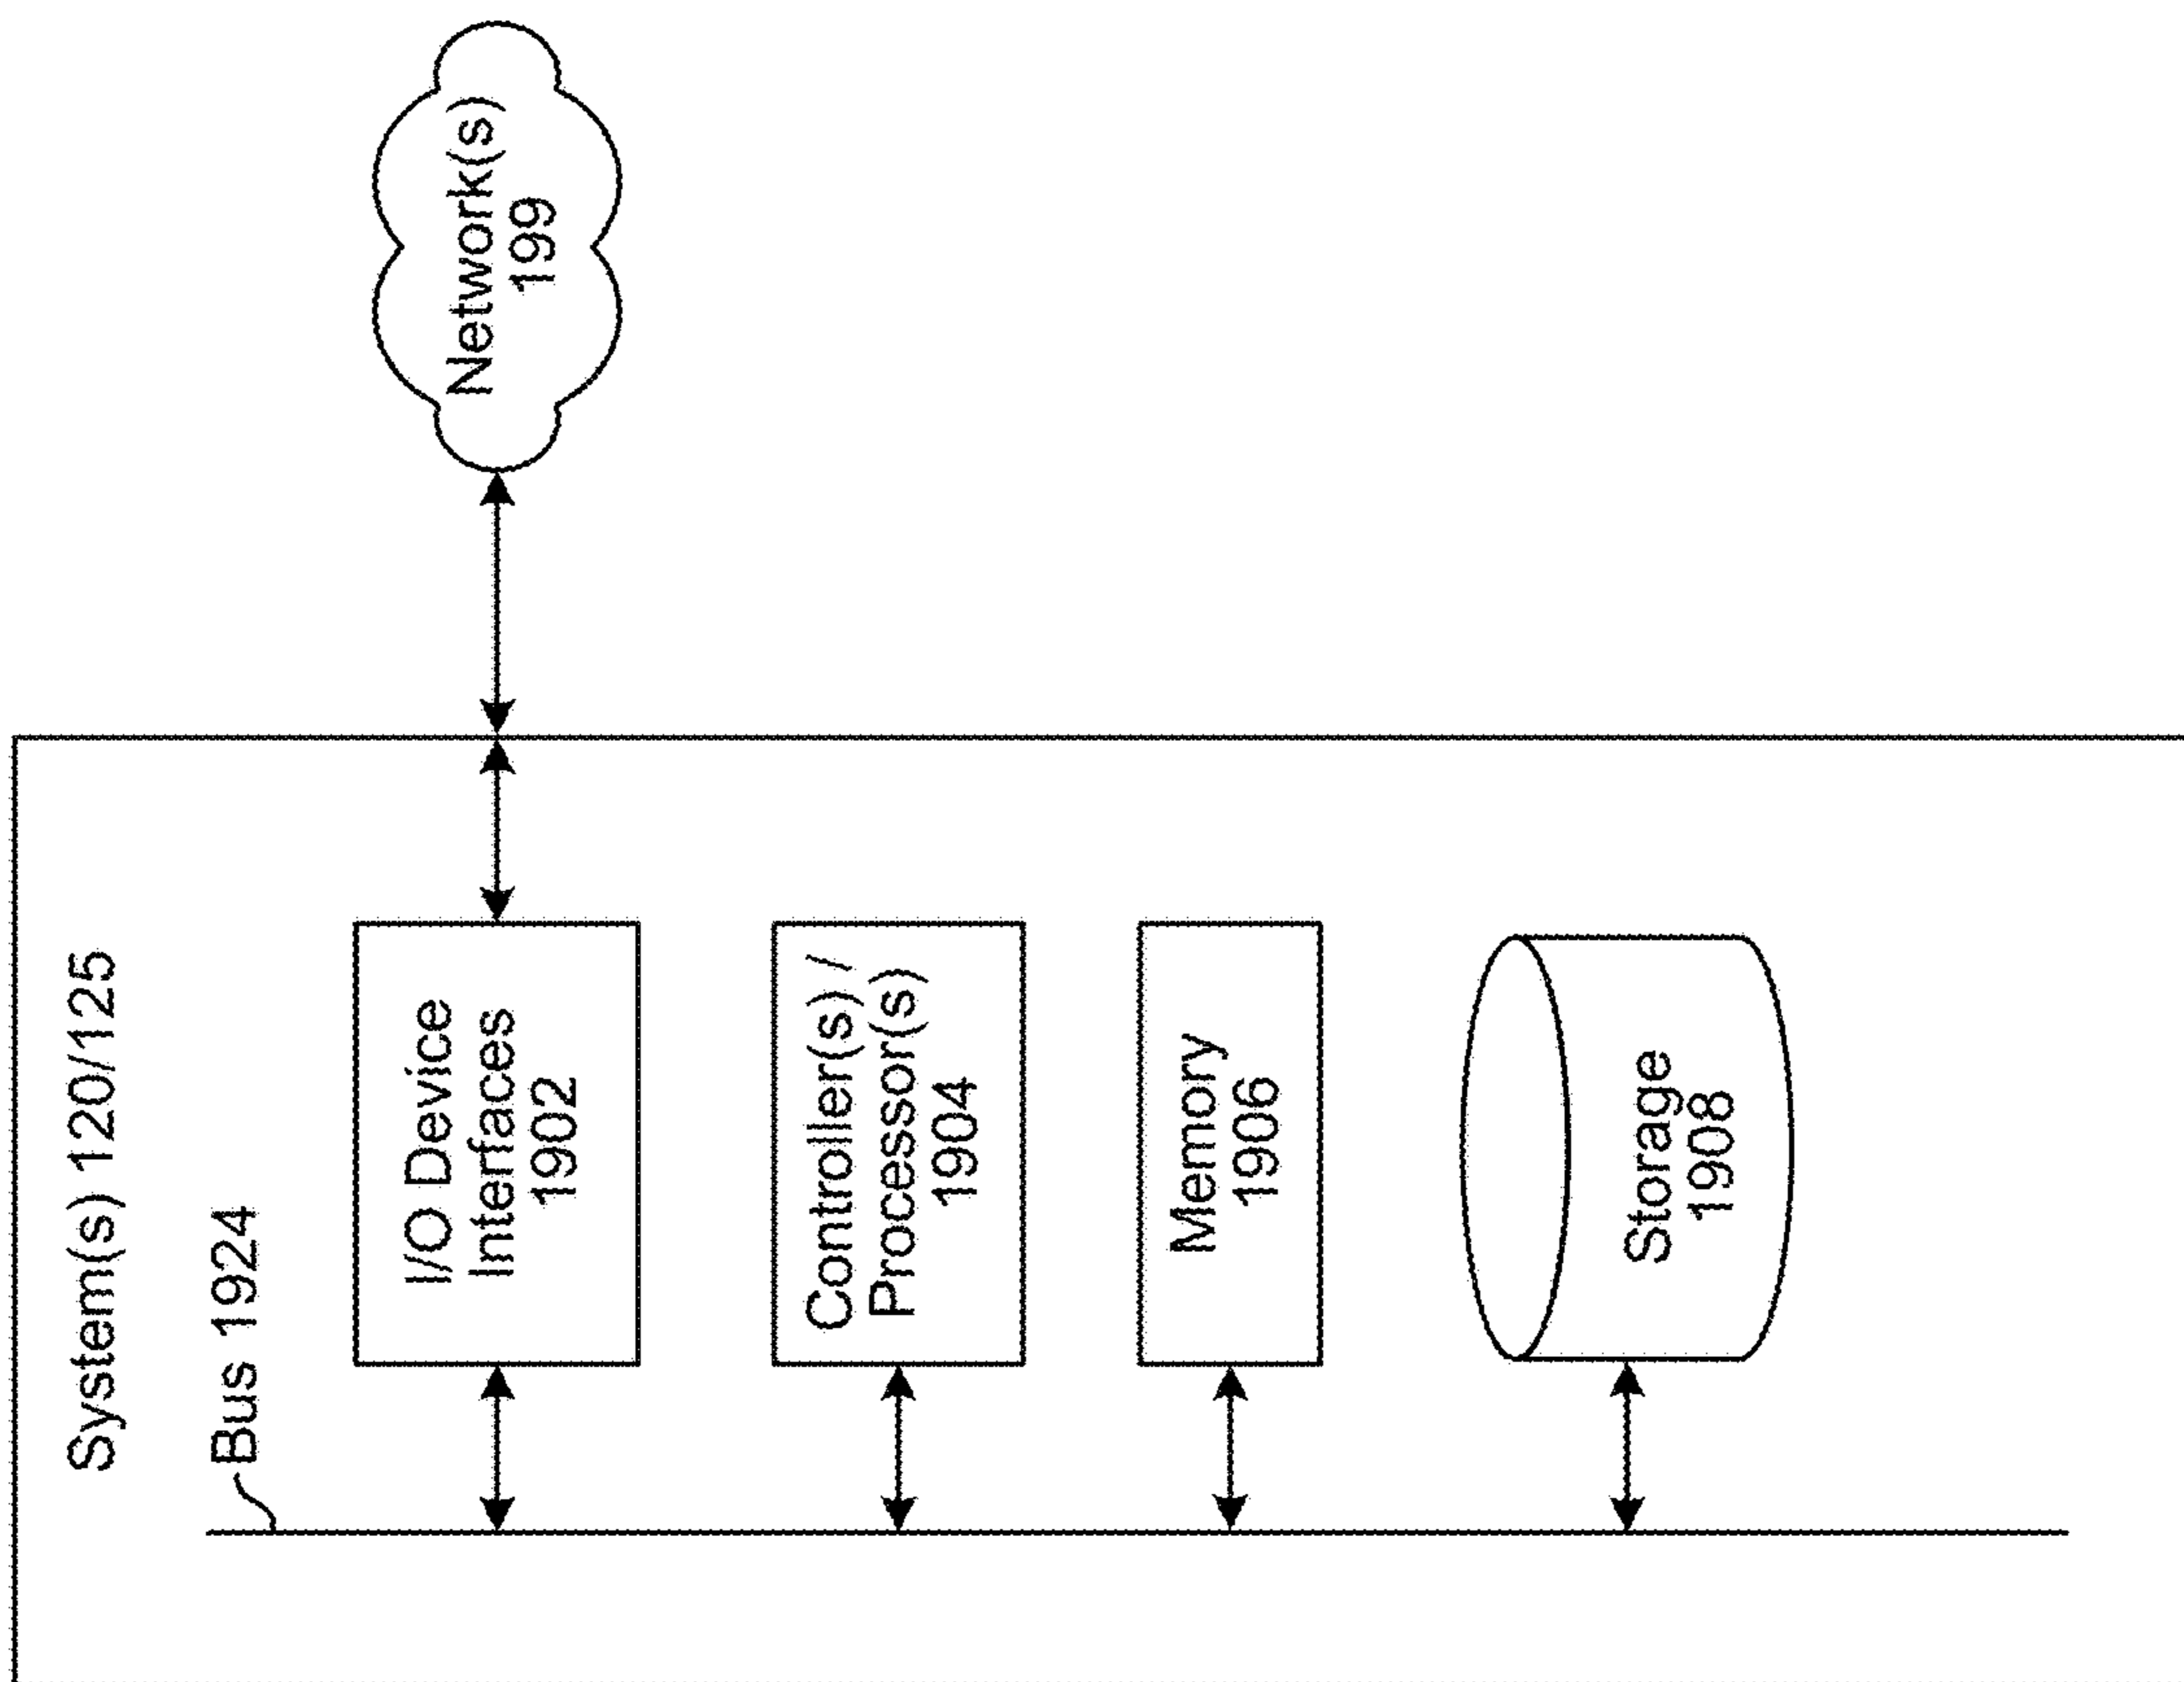 System(s) 120/125
Bus 1924
I/O Device
Interfaces
1902
Network(s)
199
Controller(s) /
Processor(s)
1904
Memory
1906
Storage
1908